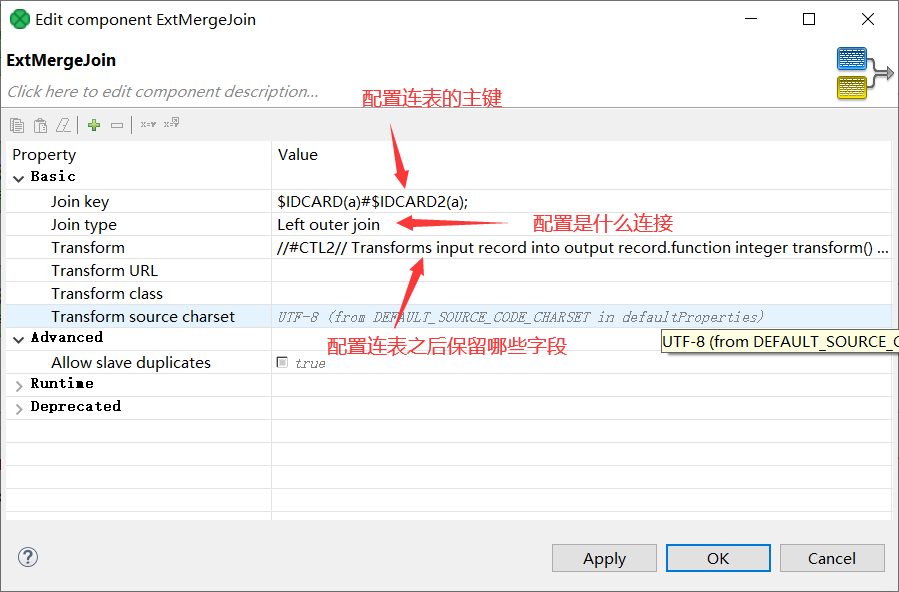 Edit component ExtMergeJoin
ExtMergeJoin
Click here to edit component description...
配置连表的主键
Property Value
Basic
Join key $IDCARD(a)#$IDCARD2(a);
Join type Left outer join
配置是什么连接
Transform //#CTL2// Transforms input record into output record.function integer transform() ...
Transform URL
Transform class
Transform source charset UTF-8 (from DEFAULT_SOURCE_CODE_CHARSET in defaultProperties)
Advanced
配置连表之后保留哪些字段
UTF-8 (from DEFAULT_SOURCE_C
Allow slave duplicates true
Runtime
Deprecated
Apply OK Cancel